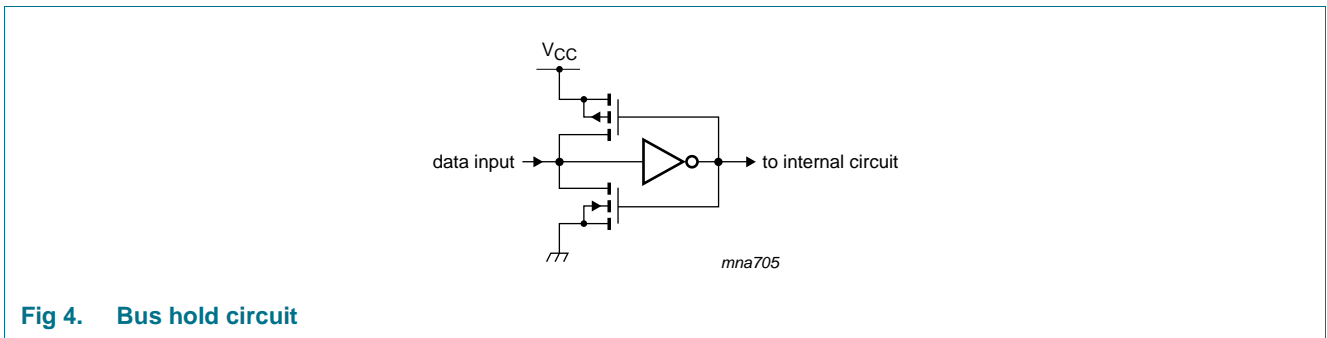 VCC
data input
to internal circuit
mna705
Fig 4. Bus hold circuit